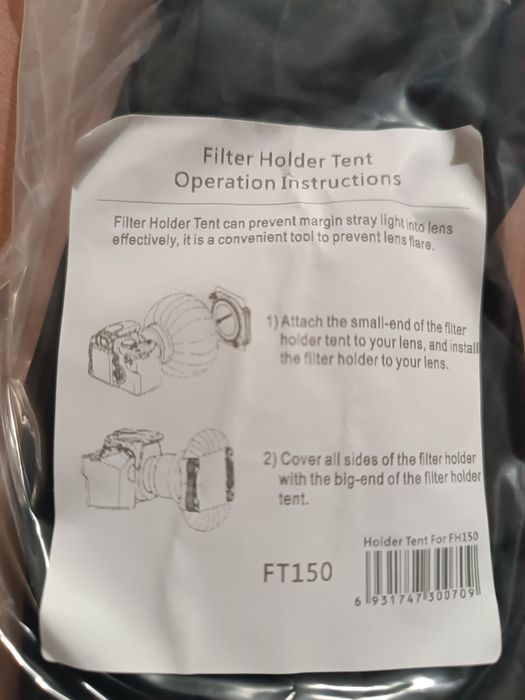 Filter Holder Tent
Operation Instructions
Filter Holder Tent can prevent margin stray light into lens
effectively, it is a convenient tool to prevent lens flare.
1) Attach the small-end of the filter
holder tent to your lens, and install
the filter holder to your lens.
2) Cover all sides of the filter holder
with the big-end of the filter holder
tent.
Holder Tent For FH150
FT150
6 931747 300709